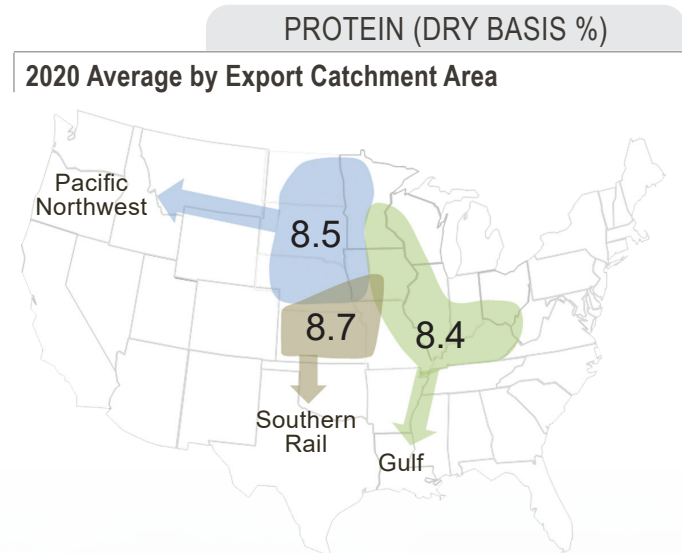 PROTEIN (DRY BASIS %)
2020 Average by Export Catchment Area
Pacific
Northwest
8.5
8.7
8.4
Southern
Rail
Gulf